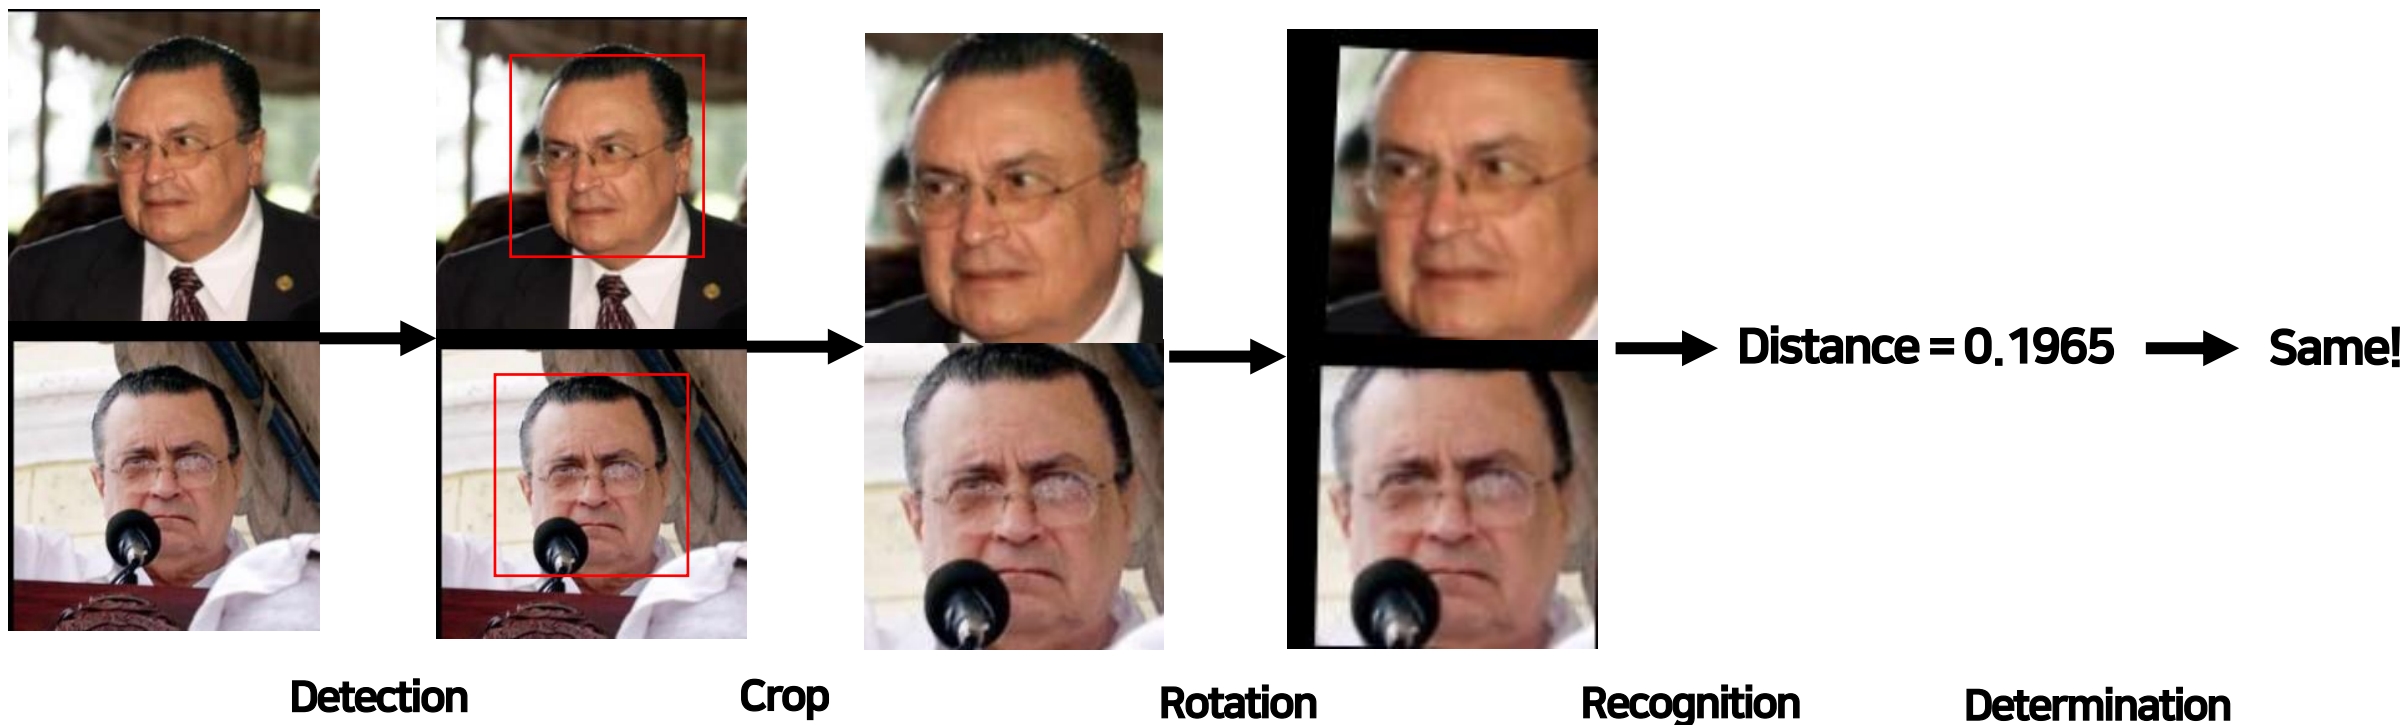 Distance = 0.1965
Same!
Detection
Crop
Rotation
Recognition
Determination